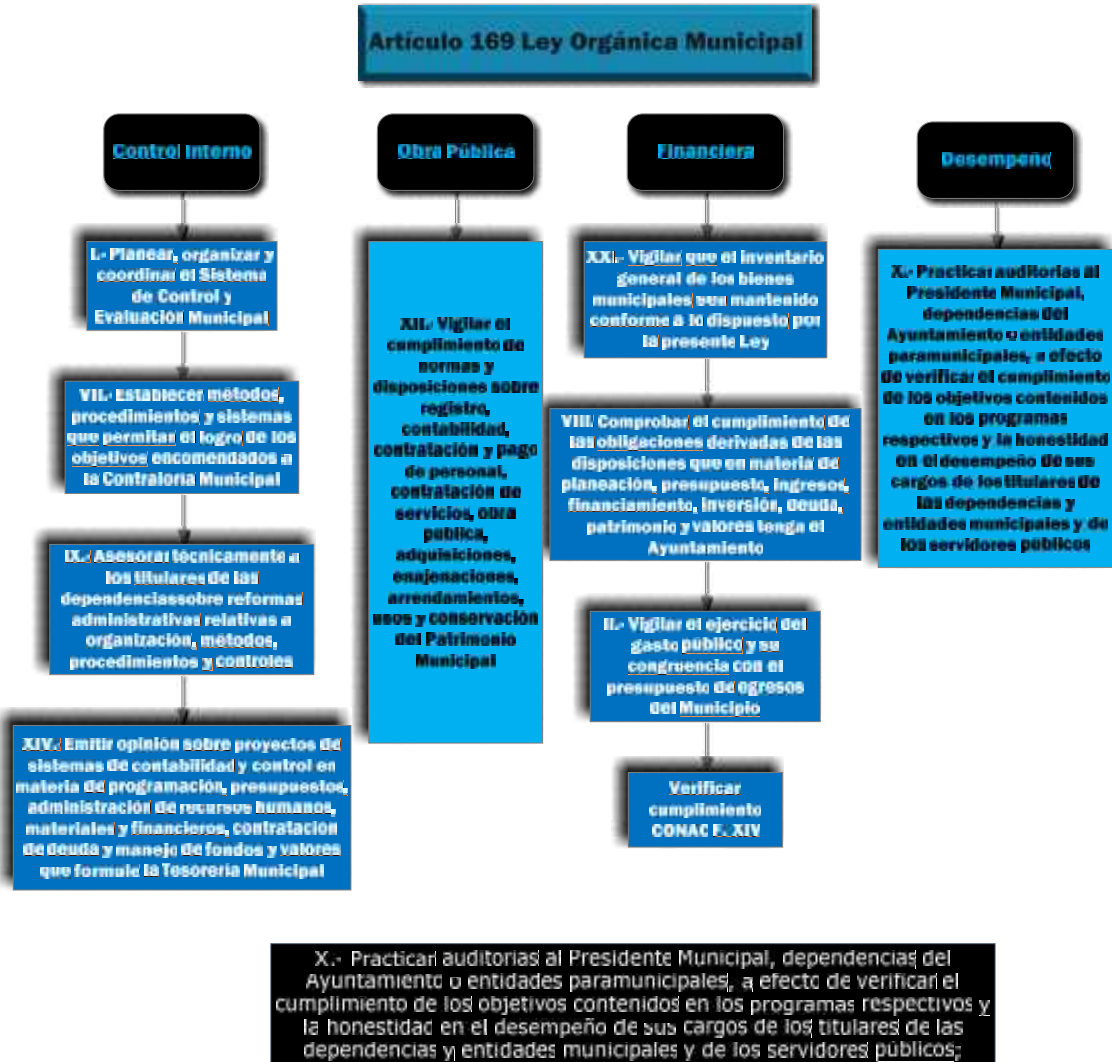 Artículo 169 Ley Orgánica Municipal
Control Interno
I.- Planear, organizar y
coordinar el Sistema
de Control y
Evaluación Municipal
VII.- Establecer métodos,
procedimientos y sistemas
que permitan el logro de los
objetivos encomendados a
la Contraloría Municipal
IX.- Asesorar técnicamente a
los titulares de las
dependenciassobre reformas
administrativas relativas a
organización, métodos,
procedimientos y controles
XIV.- Emitir opinión sobre proyectos de
sistemas de contabilidad y control en
materia de programación, presupuestos,
administración de recursos humanos,
materiales y financieros, contratación
de deuda y manejo de fondos y valores
que formule la Tesorería Municipal
Obra Pública
XII.- Vigilar el
cumplimiento de
normas y
disposiciones sobre
registro,
contabilidad,
contratación y pago
de personal,
contratación de
servicios, obra
pública,
adquisiciones,
enajenaciones,
arrendamientos,
usos y conservación
del Patrimonio
Municipal
Financiera
XXI.- Vigilar que el inventario
general de los bienes
municipales sea mantenido
conforme a lo dispuesto por
la presente Ley
VIII. Comprobar el cumplimiento de
las obligaciones derivadas de las
disposiciones que en materia de
planeación, presupuesto, ingresos,
financiamiento, inversión, deuda,
patrimonio y valores tenga el
Ayuntamiento
II.- Vigilar el ejercicio del
gasto público y su
congruencia con el
presupuesto de egresos
del Municipio
Verificar
cumplimiento
CONAC F. XIV
Desempeño
X.- Practicar auditorias al
Presidente Municipal,
dependencias del
Ayuntamiento o entidades
paramunicipales, a efecto
de verificar el cumplimiento
de los objetivos contenidos
en los programas
respectivos y la honestidad
en el desempeño de sus
cargos de los titulares de
las dependencias y
entidades municipales y de
los servidores públicos
X.- Practicar auditorias al Presidente Municipal, dependencias del
Ayuntamiento o entidades paramunicipales, a efecto de verificar el
cumplimiento de los objetivos contenidos en los programas respectivos y
la honestidad en el desempeño de sus cargos de los titulares de las
dependencias y entidades municipales y de los servidores públicos;